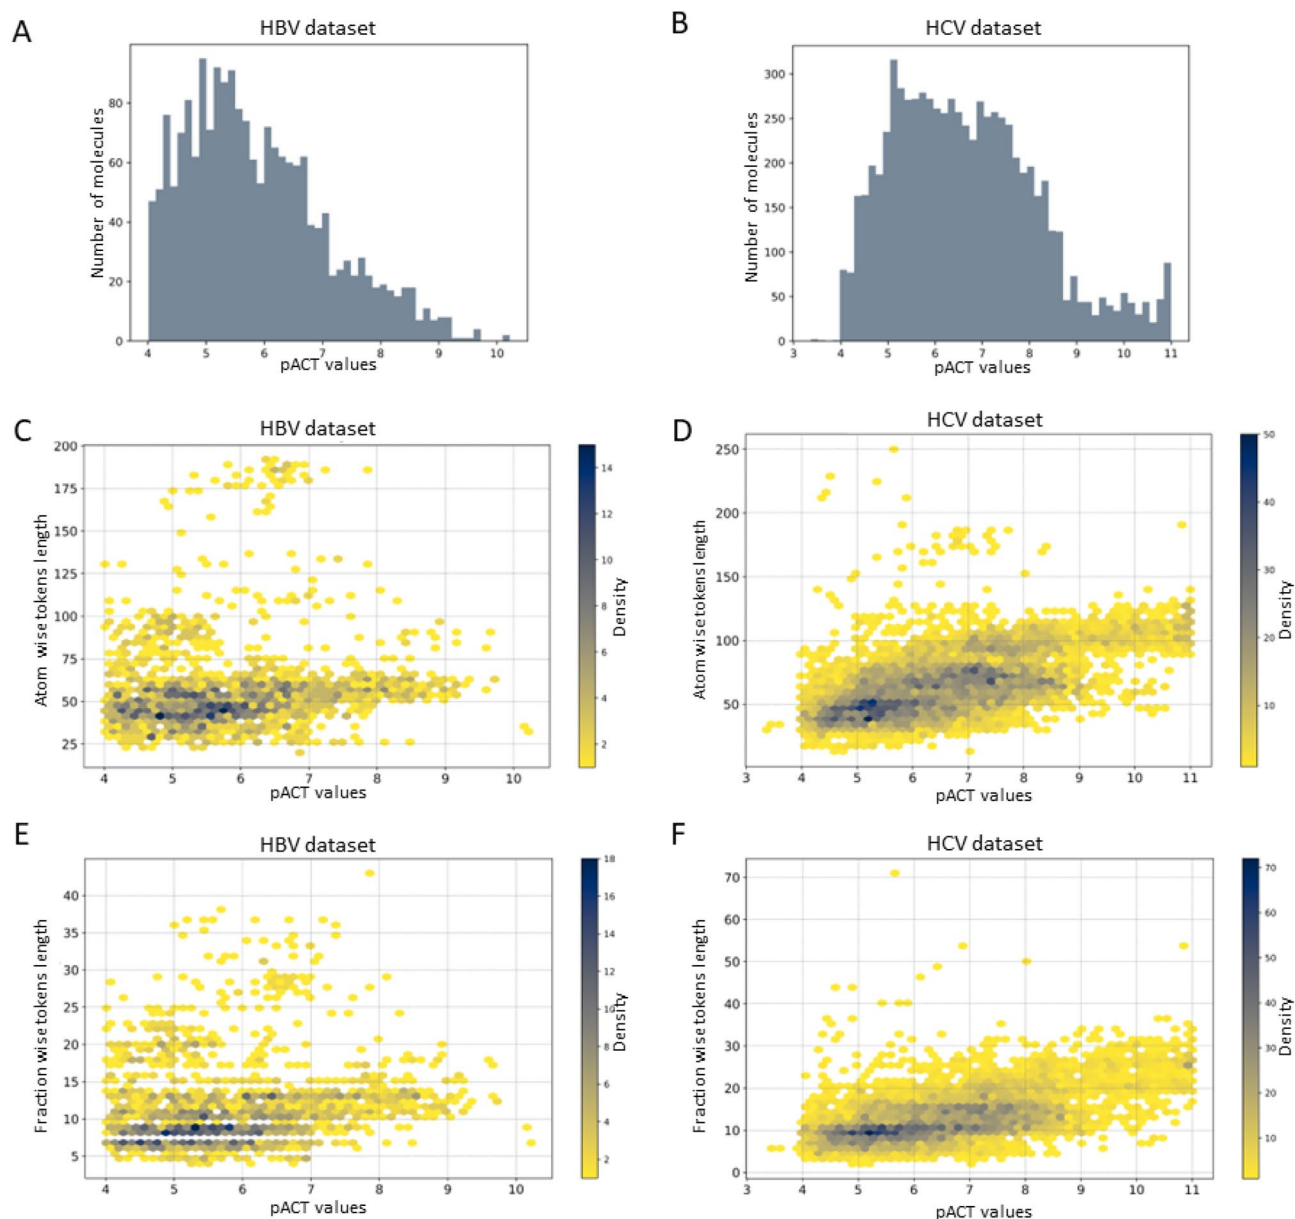 A
HBV dataset
Number of molecules
80
60
40
20
0
4 5 6 7 8 9 10
pACT values
B
HCV dataset
Number of molecules
300
250
200
150
100
50
0
3 4 5 6 7 8 9 10 11
pACT values
C
HBV dataset
Atom wise tokens length
200
175
150
125
100
75
50
25
4 5 6 7 8 9 10
pACT values
14
12
10
8
6
4
2
Density
D
HCV dataset
Atom wise tokens length
250
200
150
100
50
3 4 5 6 7 8 9 10 11
pACT values
50
40
30
20
10
Density
E
HBV dataset
Fraction wise tokens length
40
35
30
25
20
15
10
5
4 5 6 7 8 9 10
pACT values
18
16
14
12
10
8
6
4
2
Density
F
HCV dataset
Fraction wise tokens length
70
60
50
40
30
20
10
0
3 4 5 6 7 8 9 10 11
pACT values
70
60
50
40
30
20
10
Density